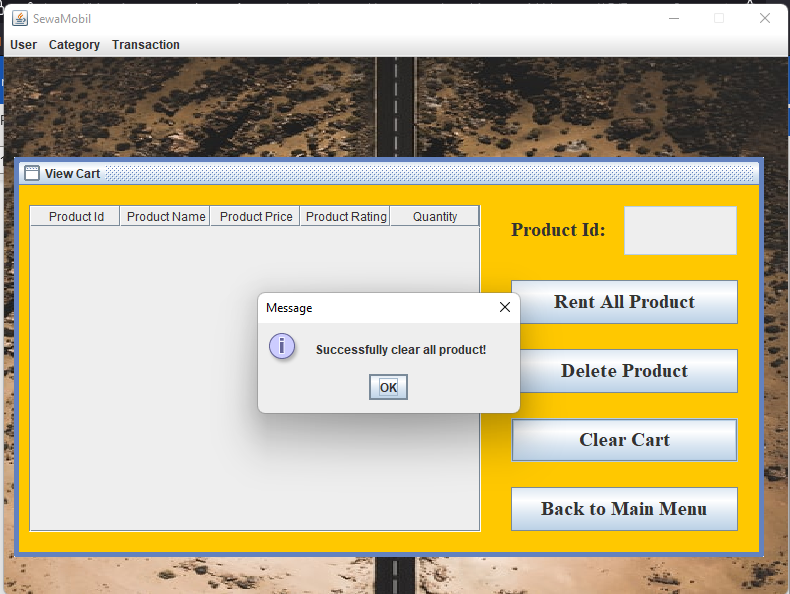 SewaMobil
User Category Transaction
View Cart
Product Id Product Name Product Price Product Rating Quantity
Product Id:
Rent All Product
Delete Product
Clear Cart
Back to Main Menu
Message
i
Successfully clear all product!
OK